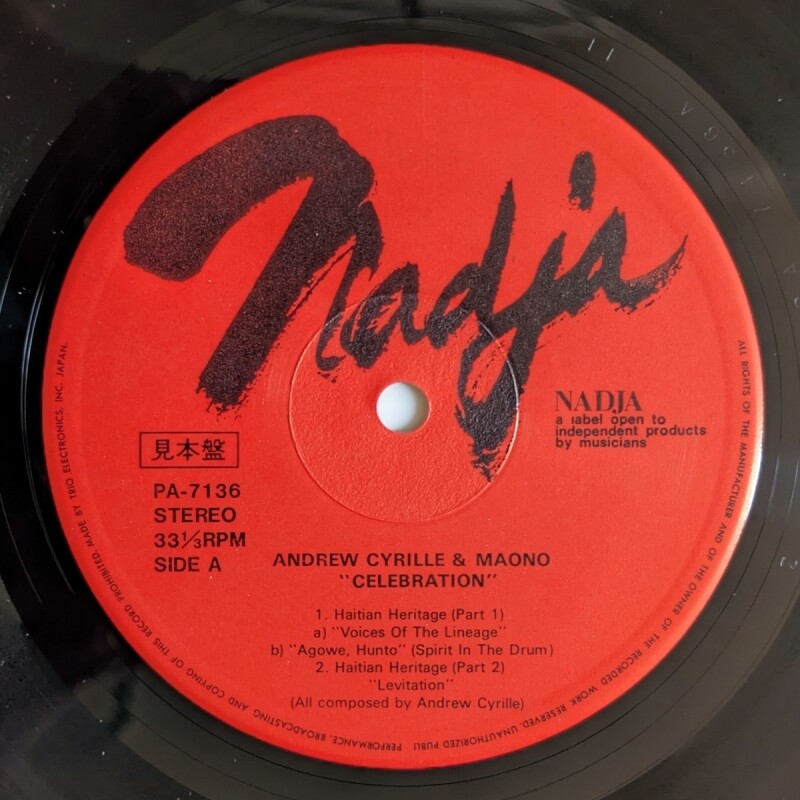 Nadja
NADJA
a label open to
independent products
by musicians
見本盤
PA-7136
STEREO
33⅓RPM
SIDE A
ANDREW CYRILLE & MAONO
"CELEBRATION"
1. Haitian Heritage (Part 1)
a) "Voices Of The Lineage"
b) "Agowe, Hunto" (Spirit In The Drum)
2. Haitian Heritage (Part 2)
"Levitation"
(All composed by Andrew Cyrille)
ALL RIGHTS OF THE MANUFACTURER AND OF THE OWNER OF THE RECORDED WORK RESERVED. UNAUTHORIZED PUBLIC PERFORMANCE, BROADCASTING AND COPYING OF THIS RECORD PROHIBITED. MADE BY TRIO ELECTRONICS, INC. JAPAN.